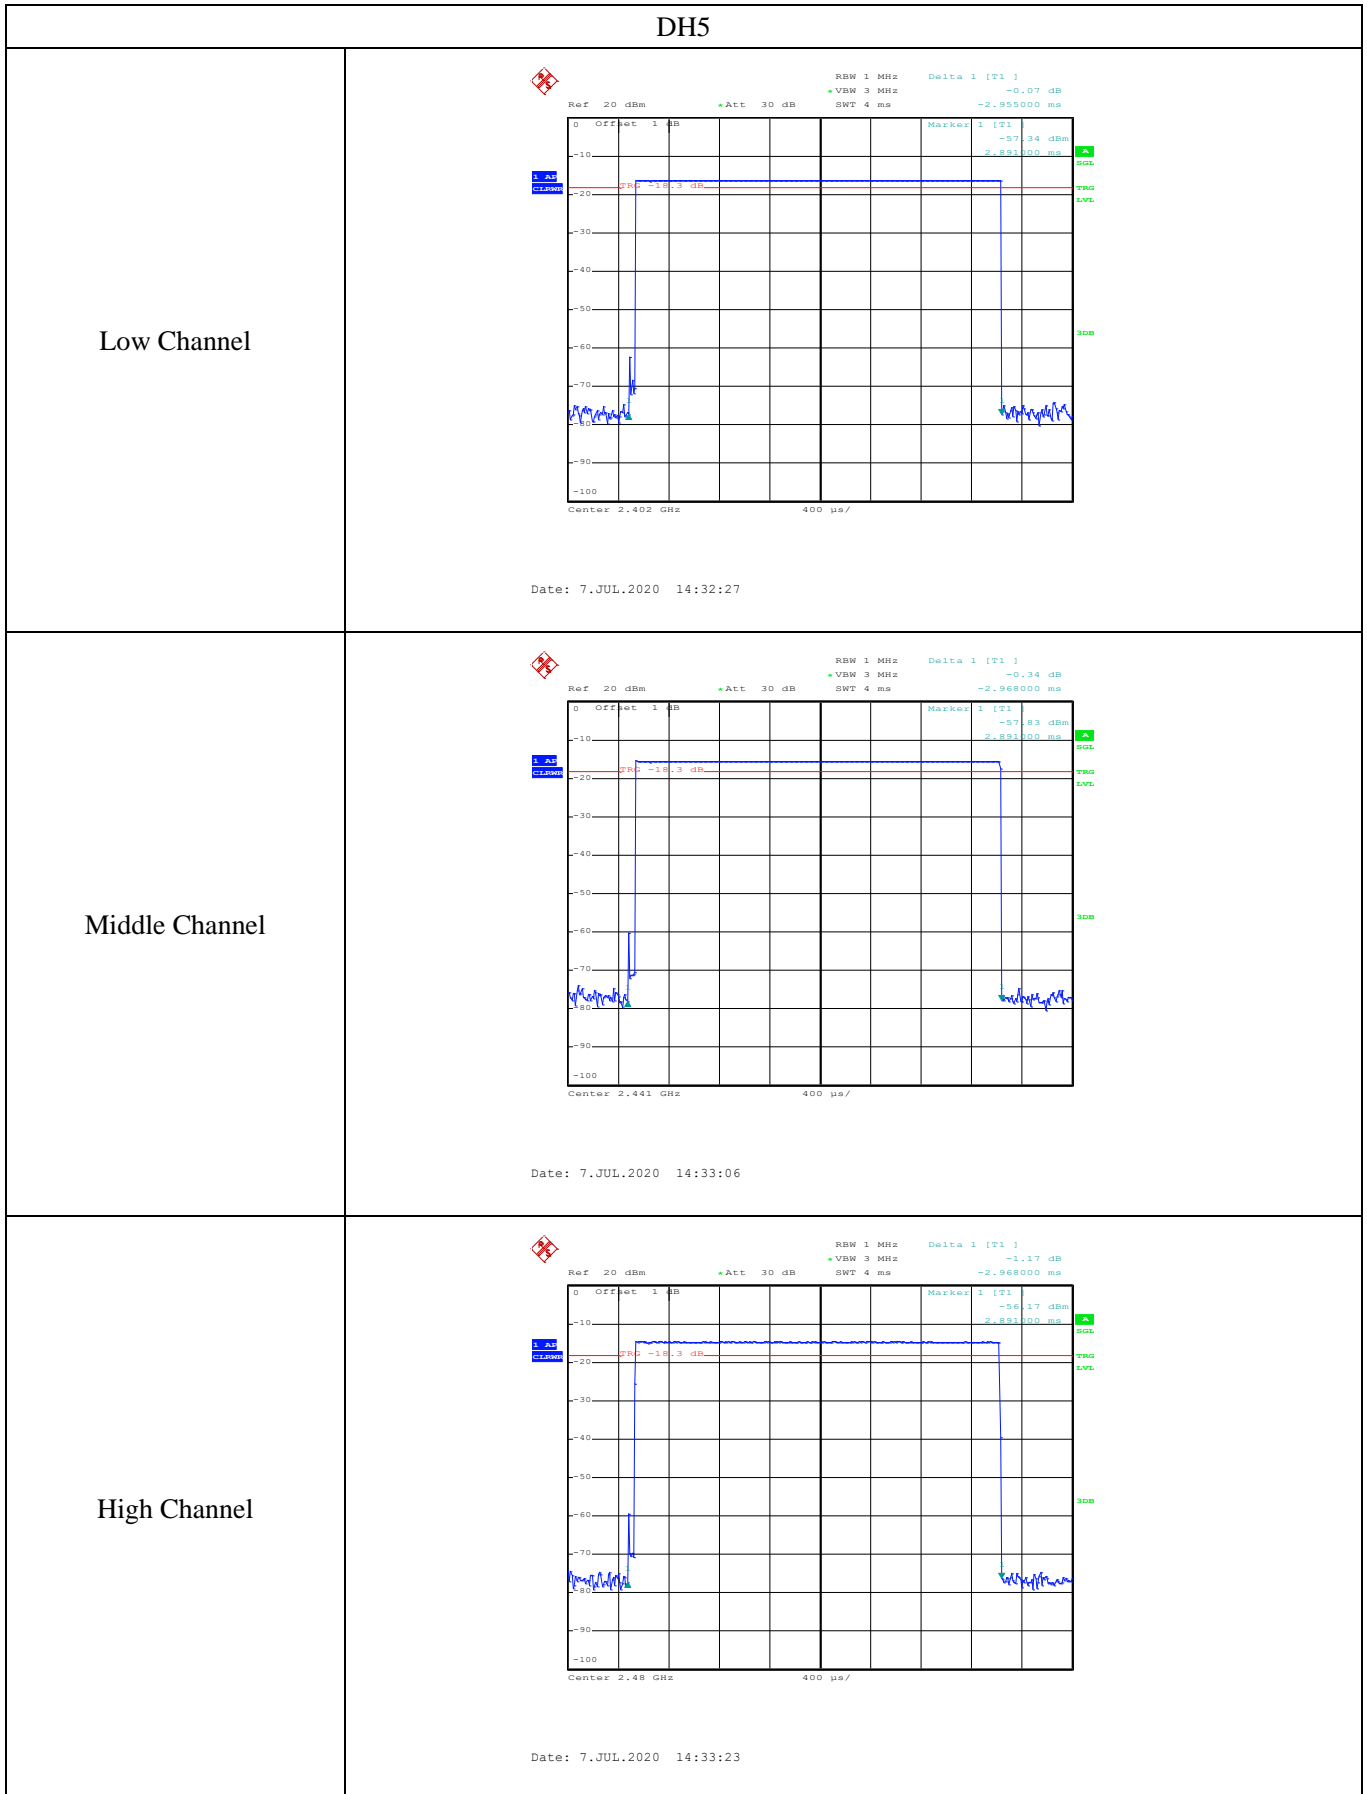 DH5
Low Channel
RBW 1 MHz Delta 1 [T1 ]
*VBW 3 MHz -0.07 dB
Ref 20 dBm *Att 30 dB SWT 4 ms -2.955000 ms
0 Offset 1 dB Marker 1 [T1 ]
-57.34 dBm
2.891000 ms
-10
A
SGL
1 AP
CLRWR
TRG -18.3 dB
TRG
LVL
-20
-30
-40
-50
3DB
-60
-70
1 1
-80
-90
-100
Center 2.402 GHz 400 µs/
Date: 7.JUL.2020 14:32:27
Middle Channel
RBW 1 MHz Delta 1 [T1 ]
*VBW 3 MHz -0.34 dB
Ref 20 dBm *Att 30 dB SWT 4 ms -2.968000 ms
0 Offset 1 dB Marker 1 [T1 ]
-57.83 dBm
2.891000 ms
-10
A
SGL
1 AP
CLRWR
TRG -18.3 dB
TRG
LVL
-20
-30
-40
-50
3DB
-60
-70
1 1
-80
-90
-100
Center 2.441 GHz 400 µs/
Date: 7.JUL.2020 14:33:06
High Channel
RBW 1 MHz Delta 1 [T1 ]
*VBW 3 MHz -1.17 dB
Ref 20 dBm *Att 30 dB SWT 4 ms -2.968000 ms
0 Offset 1 dB Marker 1 [T1 ]
-56.17 dBm
2.891000 ms
-10
A
SGL
1 AP
CLRWR
TRG -18.3 dB
TRG
LVL
-20
-30
-40
-50
3DB
-60
-70
1 1
-80
-90
-100
Center 2.48 GHz 400 µs/
Date: 7.JUL.2020 14:33:23